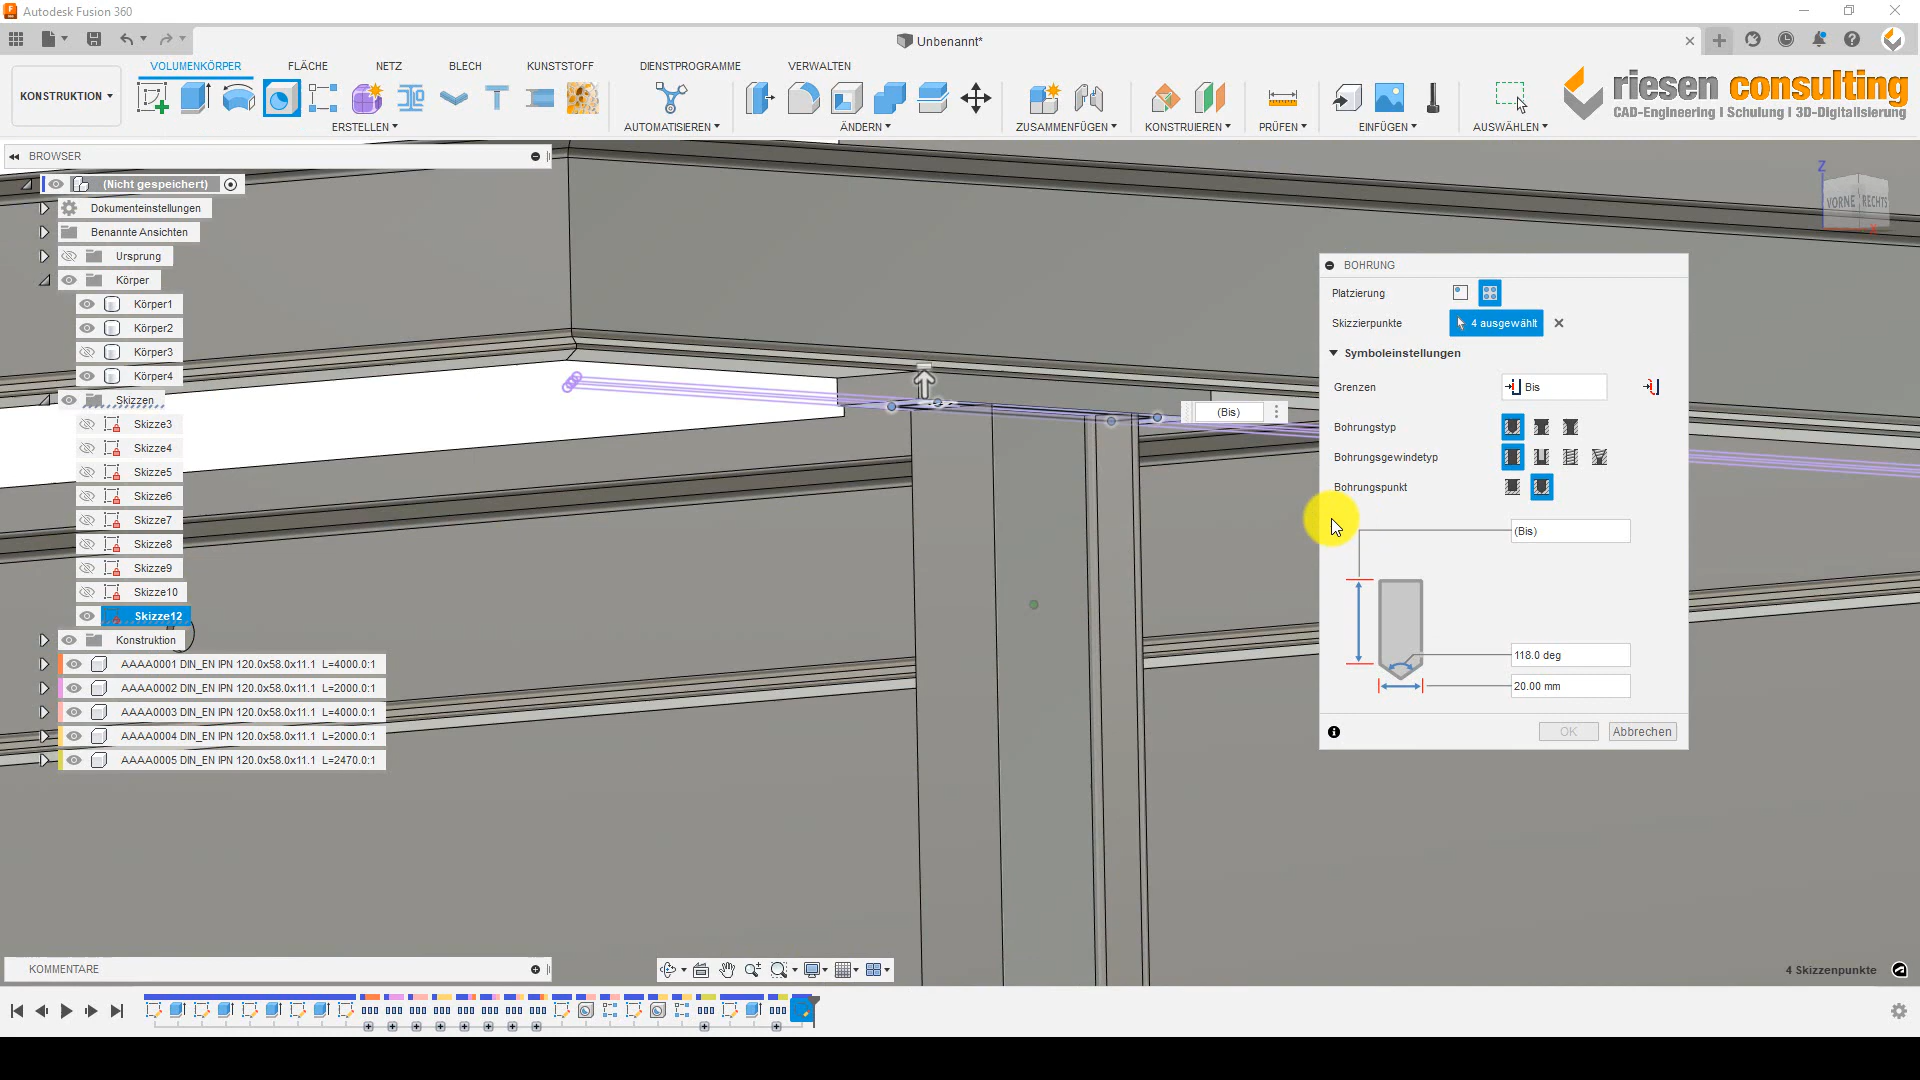 Autodesk Fusion 360
Unbenannt*
VOLUMENKÖRPER
FLÄCHE
NETZ
BLECH
KUNSTSTOFF
DIENSTPROGRAMME
VERWALTEN
KONSTRUKTION
ERSTELLEN
AUTOMATISIEREN
ÄNDERN
ZUSAMMENFÜGEN
KONSTRUIEREN
PRÜFEN
EINFÜGEN
AUSWÄHLEN
riesen consulting
CAD-Engineering I Schulung I 3D-Digitalisierung
BROWSER
(Nicht gespeichert)
Dokumenteinstellungen
Benannte Ansichten
Ursprung
Körper
Körper1
Körper2
Körper3
Körper4
Skizzen
Skizze3
Skizze4
Skizze5
Skizze6
Skizze7
Skizze8
Skizze9
Skizze10
Skizze12
Konstruktion
AAAA0001 DIN_EN IPN 120.0x58.0x11.1 L=4000.0:1
AAAA0002 DIN_EN IPN 120.0x58.0x11.1 L=2000.0:1
AAAA0003 DIN_EN IPN 120.0x58.0x11.1 L=4000.0:1
AAAA0004 DIN_EN IPN 120.0x58.0x11.1 L=2000.0:1
AAAA0005 DIN_EN IPN 120.0x58.0x11.1 L=2470.0:1
Z
VORNE
RECHTS
(Bis)
BOHRUNG
Platzierung
Skizzierpunkte
4 ausgewählt
Symboleinstellungen
Grenzen
Bis
Bohrungstyp
Bohrungsgewindetyp
Bohrungspunkt
(Bis)
118.0 deg
20.00 mm
OK
Abbrechen
KOMMENTARE
4 Skizzenpunkte